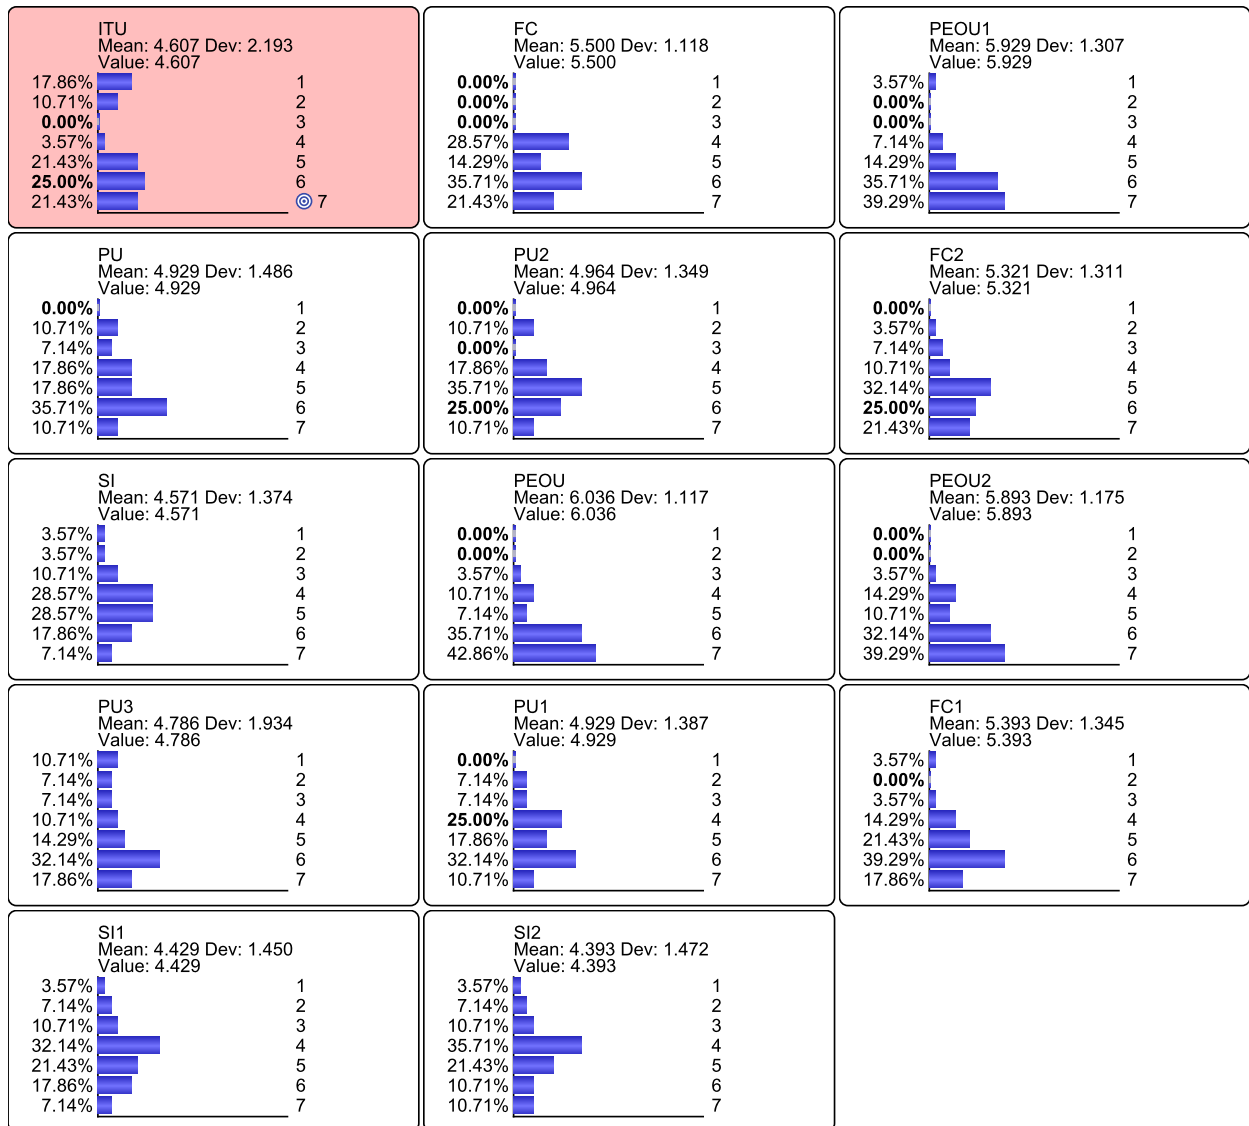 ITU
Mean: 4.607 Dev: 2.193
Value: 4.607
17.86% 1
10.71% 2
0.00% 3
3.57% 4
21.43% 5
25.00% 6
21.43% 7
FC
Mean: 5.500 Dev: 1.118
Value: 5.500
0.00% 1
0.00% 2
0.00% 3
28.57% 4
14.29% 5
35.71% 6
21.43% 7
PEOU1
Mean: 5.929 Dev: 1.307
Value: 5.929
3.57% 1
0.00% 2
0.00% 3
7.14% 4
14.29% 5
35.71% 6
39.29% 7
PU
Mean: 4.929 Dev: 1.486
Value: 4.929
0.00% 1
10.71% 2
7.14% 3
17.86% 4
17.86% 5
35.71% 6
10.71% 7
PU2
Mean: 4.964 Dev: 1.349
Value: 4.964
0.00% 1
10.71% 2
0.00% 3
17.86% 4
35.71% 5
25.00% 6
10.71% 7
FC2
Mean: 5.321 Dev: 1.311
Value: 5.321
0.00% 1
3.57% 2
7.14% 3
10.71% 4
32.14% 5
25.00% 6
21.43% 7
SI
Mean: 4.571 Dev: 1.374
Value: 4.571
3.57% 1
3.57% 2
10.71% 3
28.57% 4
28.57% 5
17.86% 6
7.14% 7
PEOU
Mean: 6.036 Dev: 1.117
Value: 6.036
0.00% 1
0.00% 2
3.57% 3
10.71% 4
7.14% 5
35.71% 6
42.86% 7
PEOU2
Mean: 5.893 Dev: 1.175
Value: 5.893
0.00% 1
0.00% 2
3.57% 3
14.29% 4
10.71% 5
32.14% 6
39.29% 7
PU3
Mean: 4.786 Dev: 1.934
Value: 4.786
10.71% 1
7.14% 2
7.14% 3
10.71% 4
14.29% 5
32.14% 6
17.86% 7
PU1
Mean: 4.929 Dev: 1.387
Value: 4.929
0.00% 1
7.14% 2
7.14% 3
25.00% 4
17.86% 5
32.14% 6
10.71% 7
FC1
Mean: 5.393 Dev: 1.345
Value: 5.393
3.57% 1
0.00% 2
3.57% 3
14.29% 4
21.43% 5
39.29% 6
17.86% 7
SI1
Mean: 4.429 Dev: 1.450
Value: 4.429
3.57% 1
7.14% 2
10.71% 3
32.14% 4
21.43% 5
17.86% 6
7.14% 7
SI2
Mean: 4.393 Dev: 1.472
Value: 4.393
3.57% 1
7.14% 2
10.71% 3
35.71% 4
21.43% 5
10.71% 6
10.71% 7